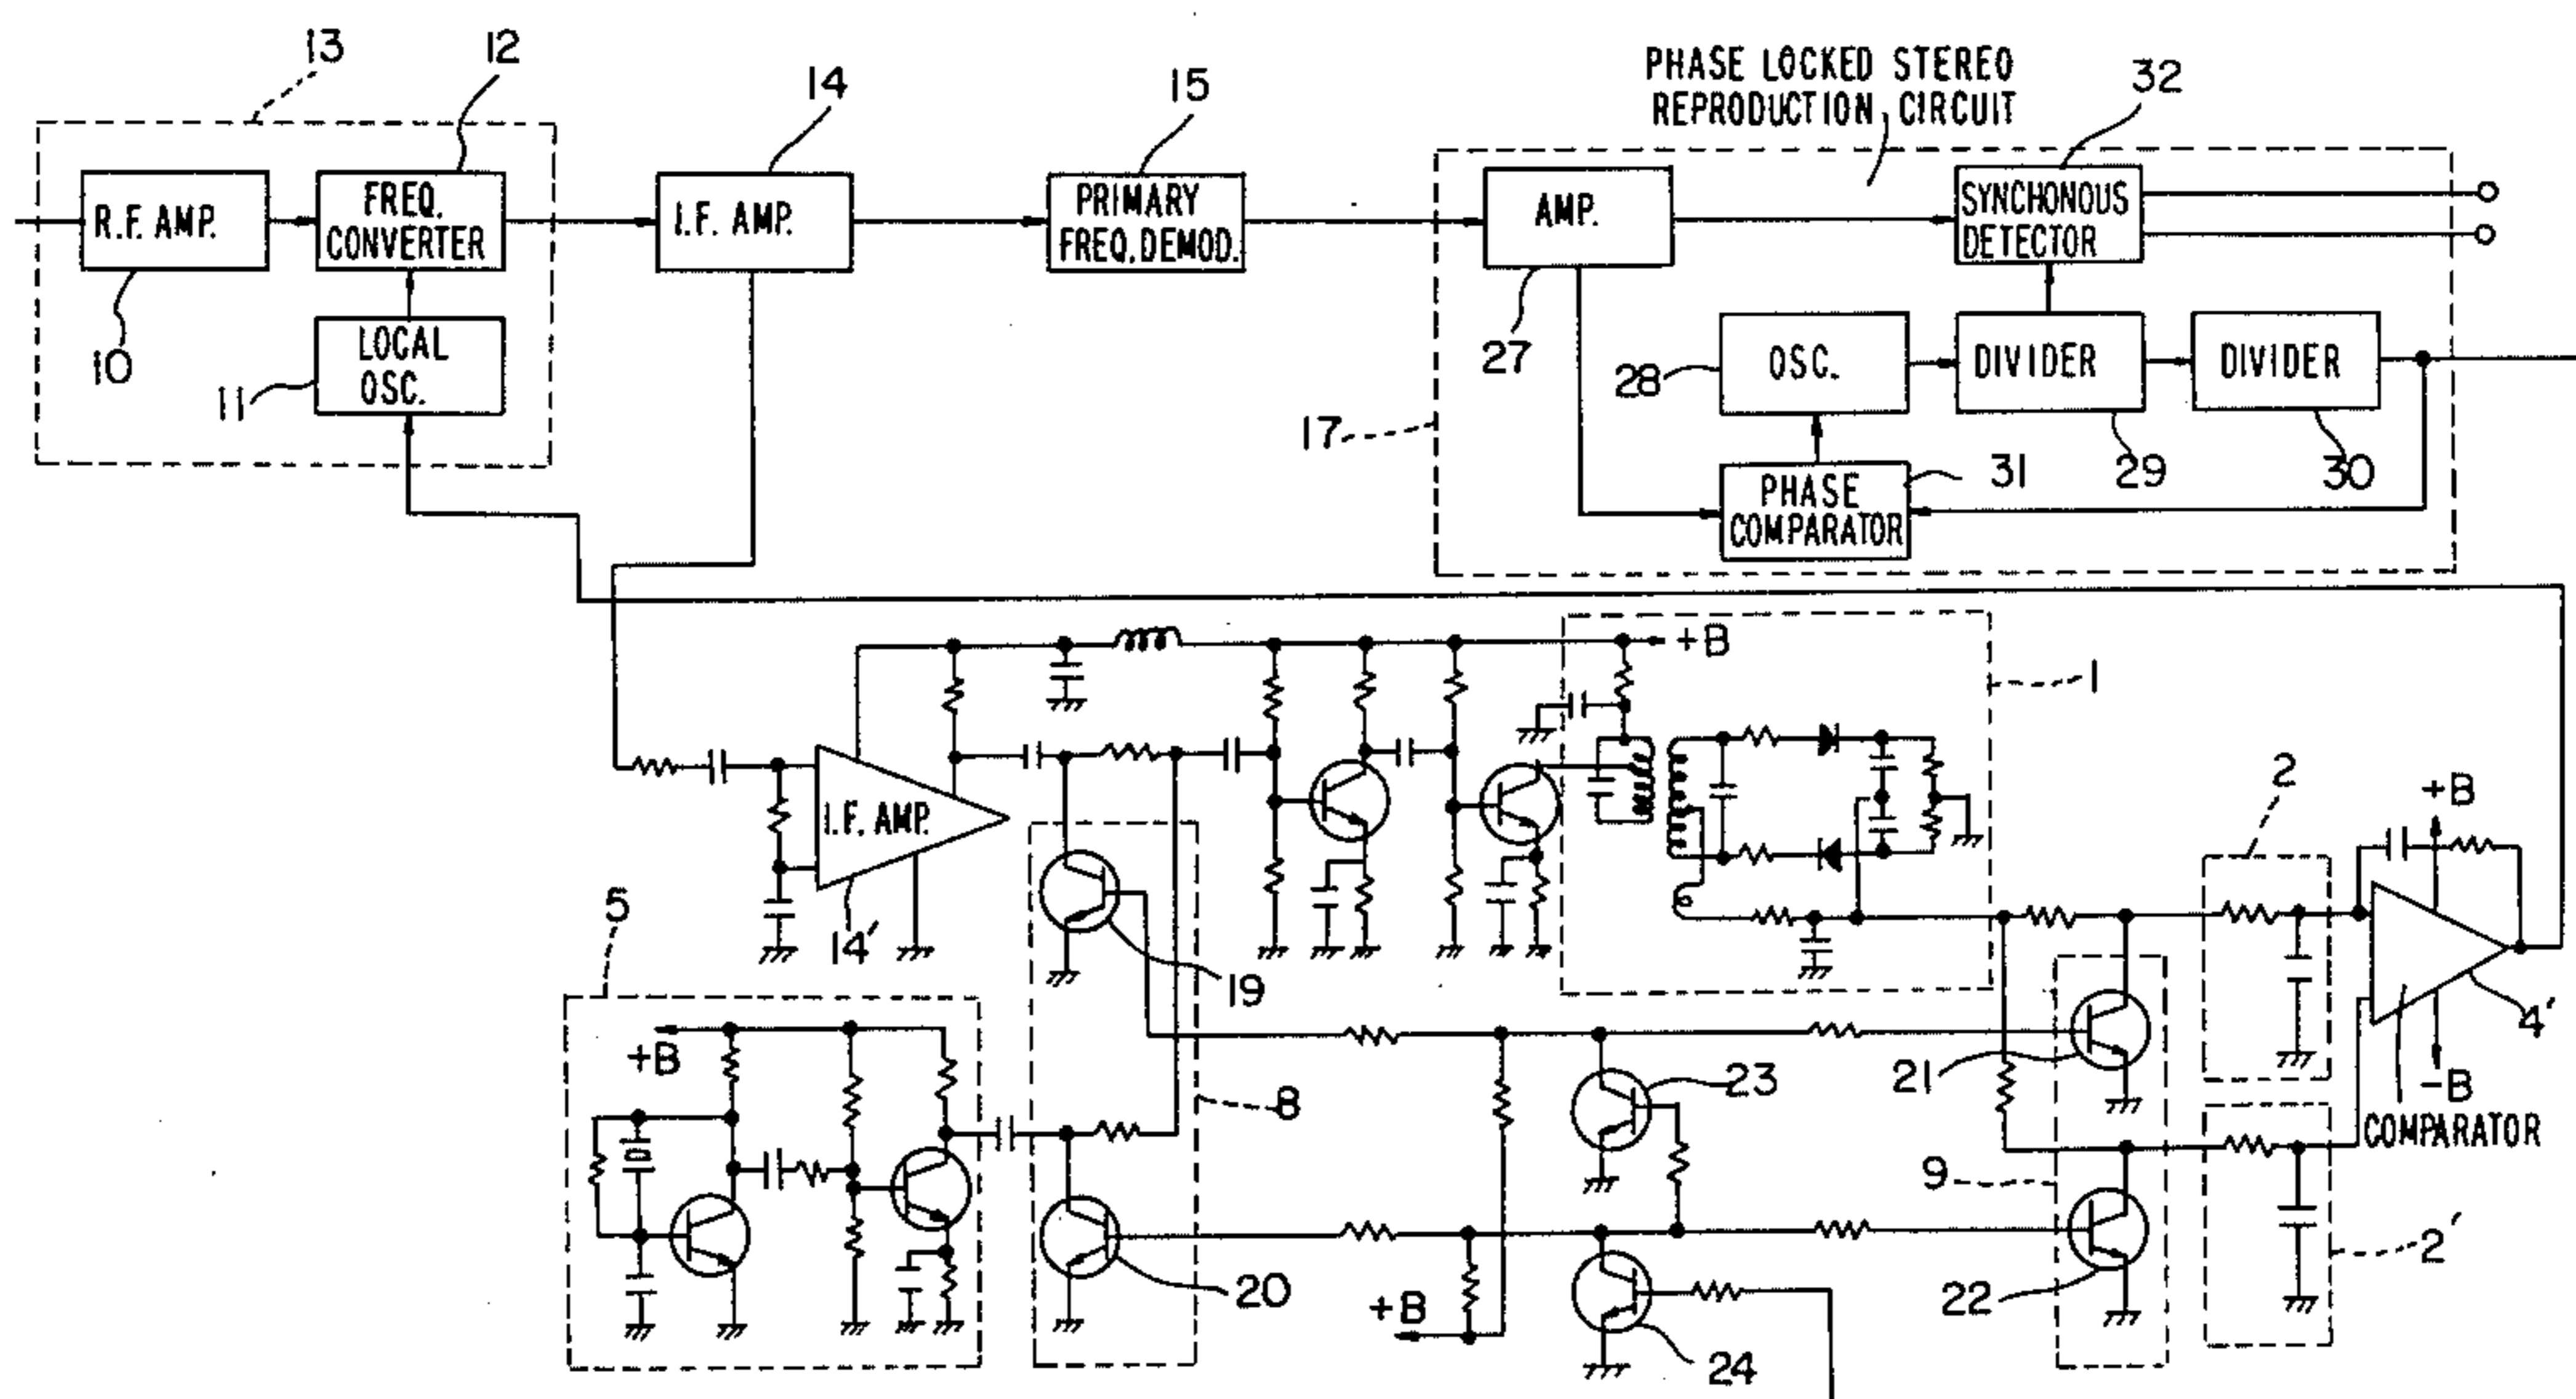 13
12
14
15
PHASE LOCKED STEREO
REPRODUCTION CIRCUIT
32
R.F. AMP.
FREQ.
CONVERTER
I.F. AMP.
PRIMARY
FREQ. DEMOD.
AMP.
SYNCHONOUS
DETECTOR
10
11
LOCAL
OSC.
27
28
OSC.
DIVIDER
DIVIDER
17
31
29
30
PHASE
COMPARATOR
+B
1
I.F. AMP.
14'
2
+B
5
19
4'
-B
COMPARATOR
+B
8
23
21
9
20
+B
24
22
2'